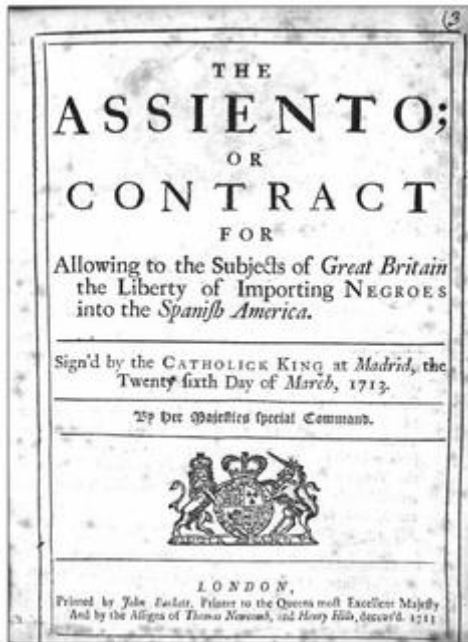 (3
THE
ASSIENTO;
OR
CONTRACT
FOR
Allowing to the Subjects of Great Britain
the Liberty of Importing NEGROES
into the Spanish America.
Sign'd by the CATHOLICK KING at Madrid, the
Twenty sixth Day of March, 1713.
By Her Majesties special Command.
LONDON,
Printed by John Baskett, Printer to the Queens most Excellent Majesty
And by the Assigns of Thomas Newcomb, and Henry Hills, deceas'd. 1713